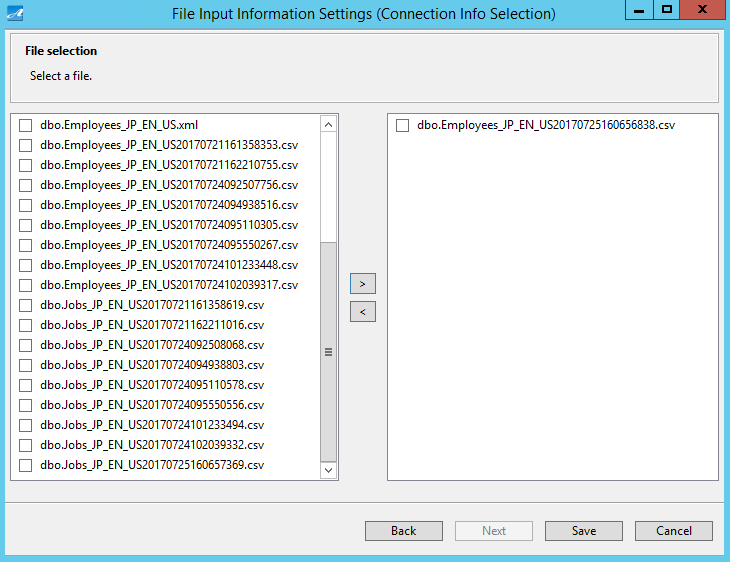 File Input Information Settings (Connection Info Selection)
File selection
Select a file.
dbo.Employees_JP_EN_US.xml
dbo.Employees_JP_EN_US20170721161358353.csv
dbo.Employees_JP_EN_US20170721162210755.csv
dbo.Employees_JP_EN_US20170724092507756.csv
dbo.Employees_JP_EN_US20170724094938516.csv
dbo.Employees_JP_EN_US20170724095110305.csv
dbo.Employees_JP_EN_US20170724095550267.csv
dbo.Employees_JP_EN_US20170724101233448.csv
dbo.Employees_JP_EN_US20170724102039317.csv
dbo.Jobs_JP_EN_US20170721161358619.csv
dbo.Jobs_JP_EN_US20170721162211016.csv
dbo.Jobs_JP_EN_US20170724092508068.csv
dbo.Jobs_JP_EN_US20170724094938803.csv
dbo.Jobs_JP_EN_US20170724095110578.csv
dbo.Jobs_JP_EN_US20170724095550556.csv
dbo.Jobs_JP_EN_US20170724101233494.csv
dbo.Jobs_JP_EN_US20170724102039332.csv
dbo.Jobs_JP_EN_US20170725160657369.csv
>
<
dbo.Employees_JP_EN_US20170725160656838.csv
Back
Next
Save
Cancel